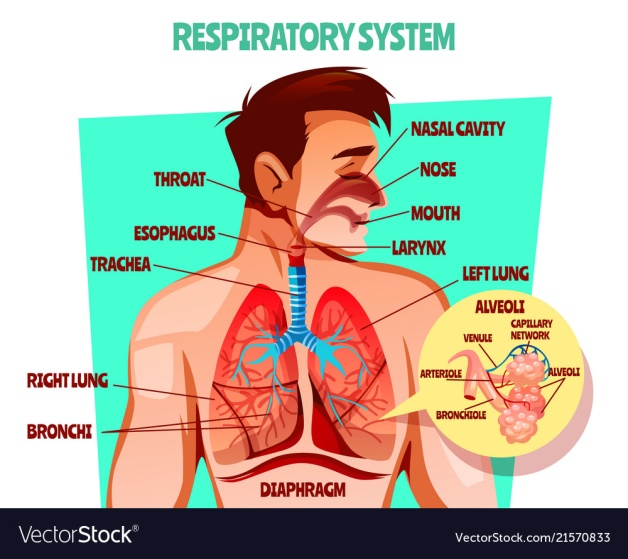 RESPIRATORY SYSTEM
NASAL CAVITY
NOSE
THROAT
MOUTH
ESOPHAGUS
LARYNX
TRACHEA
LEFT LUNG
ALVEOLI
CAPILLARY
NETWORK
VENULE
ARTERIOLE
ALVEOLI
RIGHT LUNG
BRONCHIOLE
BRONCHI
DIAPHRAGM
VectorStock®
VectorStock.com/21570833